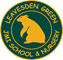 LEAVESDEN GREEN
JMI SCHOOL & NURSERY